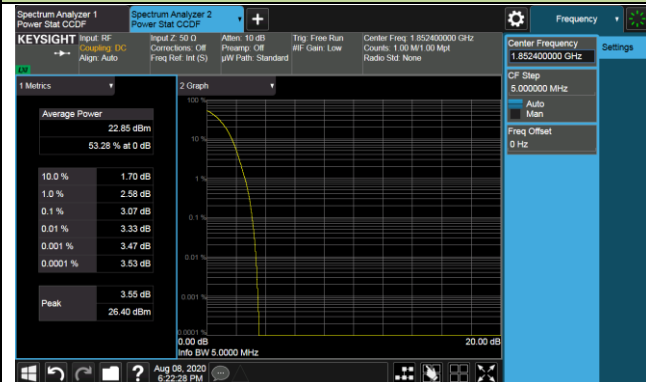 Spectrum Analyzer 1
Power Stat CCDF
Spectrum Analyzer 2
Power Stat CCDF
+
Frequency
KEYSIGHT
Input: RF
Coupling: DC
Align: Auto
Input Z: 50 Ω
Corrections: Off
Freq Ref: Int (S)
Atten: 10 dB
Preamp: Off
µW Path: Standard
Trig: Free Run
#IF Gain: Low
Center Freq: 1.852400000 GHz
Counts: 1.00 M/1.00 Mpt
Radio Std: None
Center Frequency
1.852400000 GHz
Settings
CF Step
5.000000 MHz
Auto
Man
Freq Offset
0 Hz
1 Metrics
2 Graph
Average Power
22.85 dBm
53.28 % at 0 dB
10.0 % 1.70 dB
1.0 % 2.58 dB
0.1 % 3.07 dB
0.01 % 3.33 dB
0.001 % 3.47 dB
0.0001 % 3.53 dB
Peak
3.55 dB
26.40 dBm
100 %
10 %
1 %
0.1 %
0.01 %
0.001 %
0.0001 %
0.00 dB
20.00 dB
Info BW 5.0000 MHz
?
Aug 08, 2020
6:22:28 PM